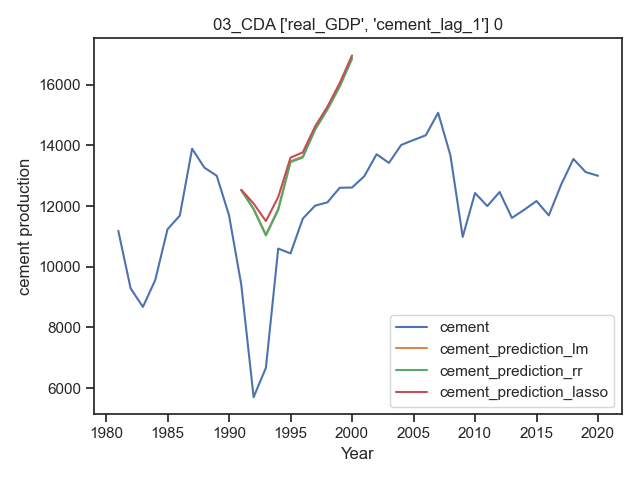 03_CDA ['real_GDP', 'cement_lag_1'] 0
cement production
16000
14000
12000
10000
8000
6000
cement
cement_prediction_lm
cement_prediction_rr
cement_prediction_lasso
1980 1985 1990 1995 2000 2005 2010 2015 2020
Year